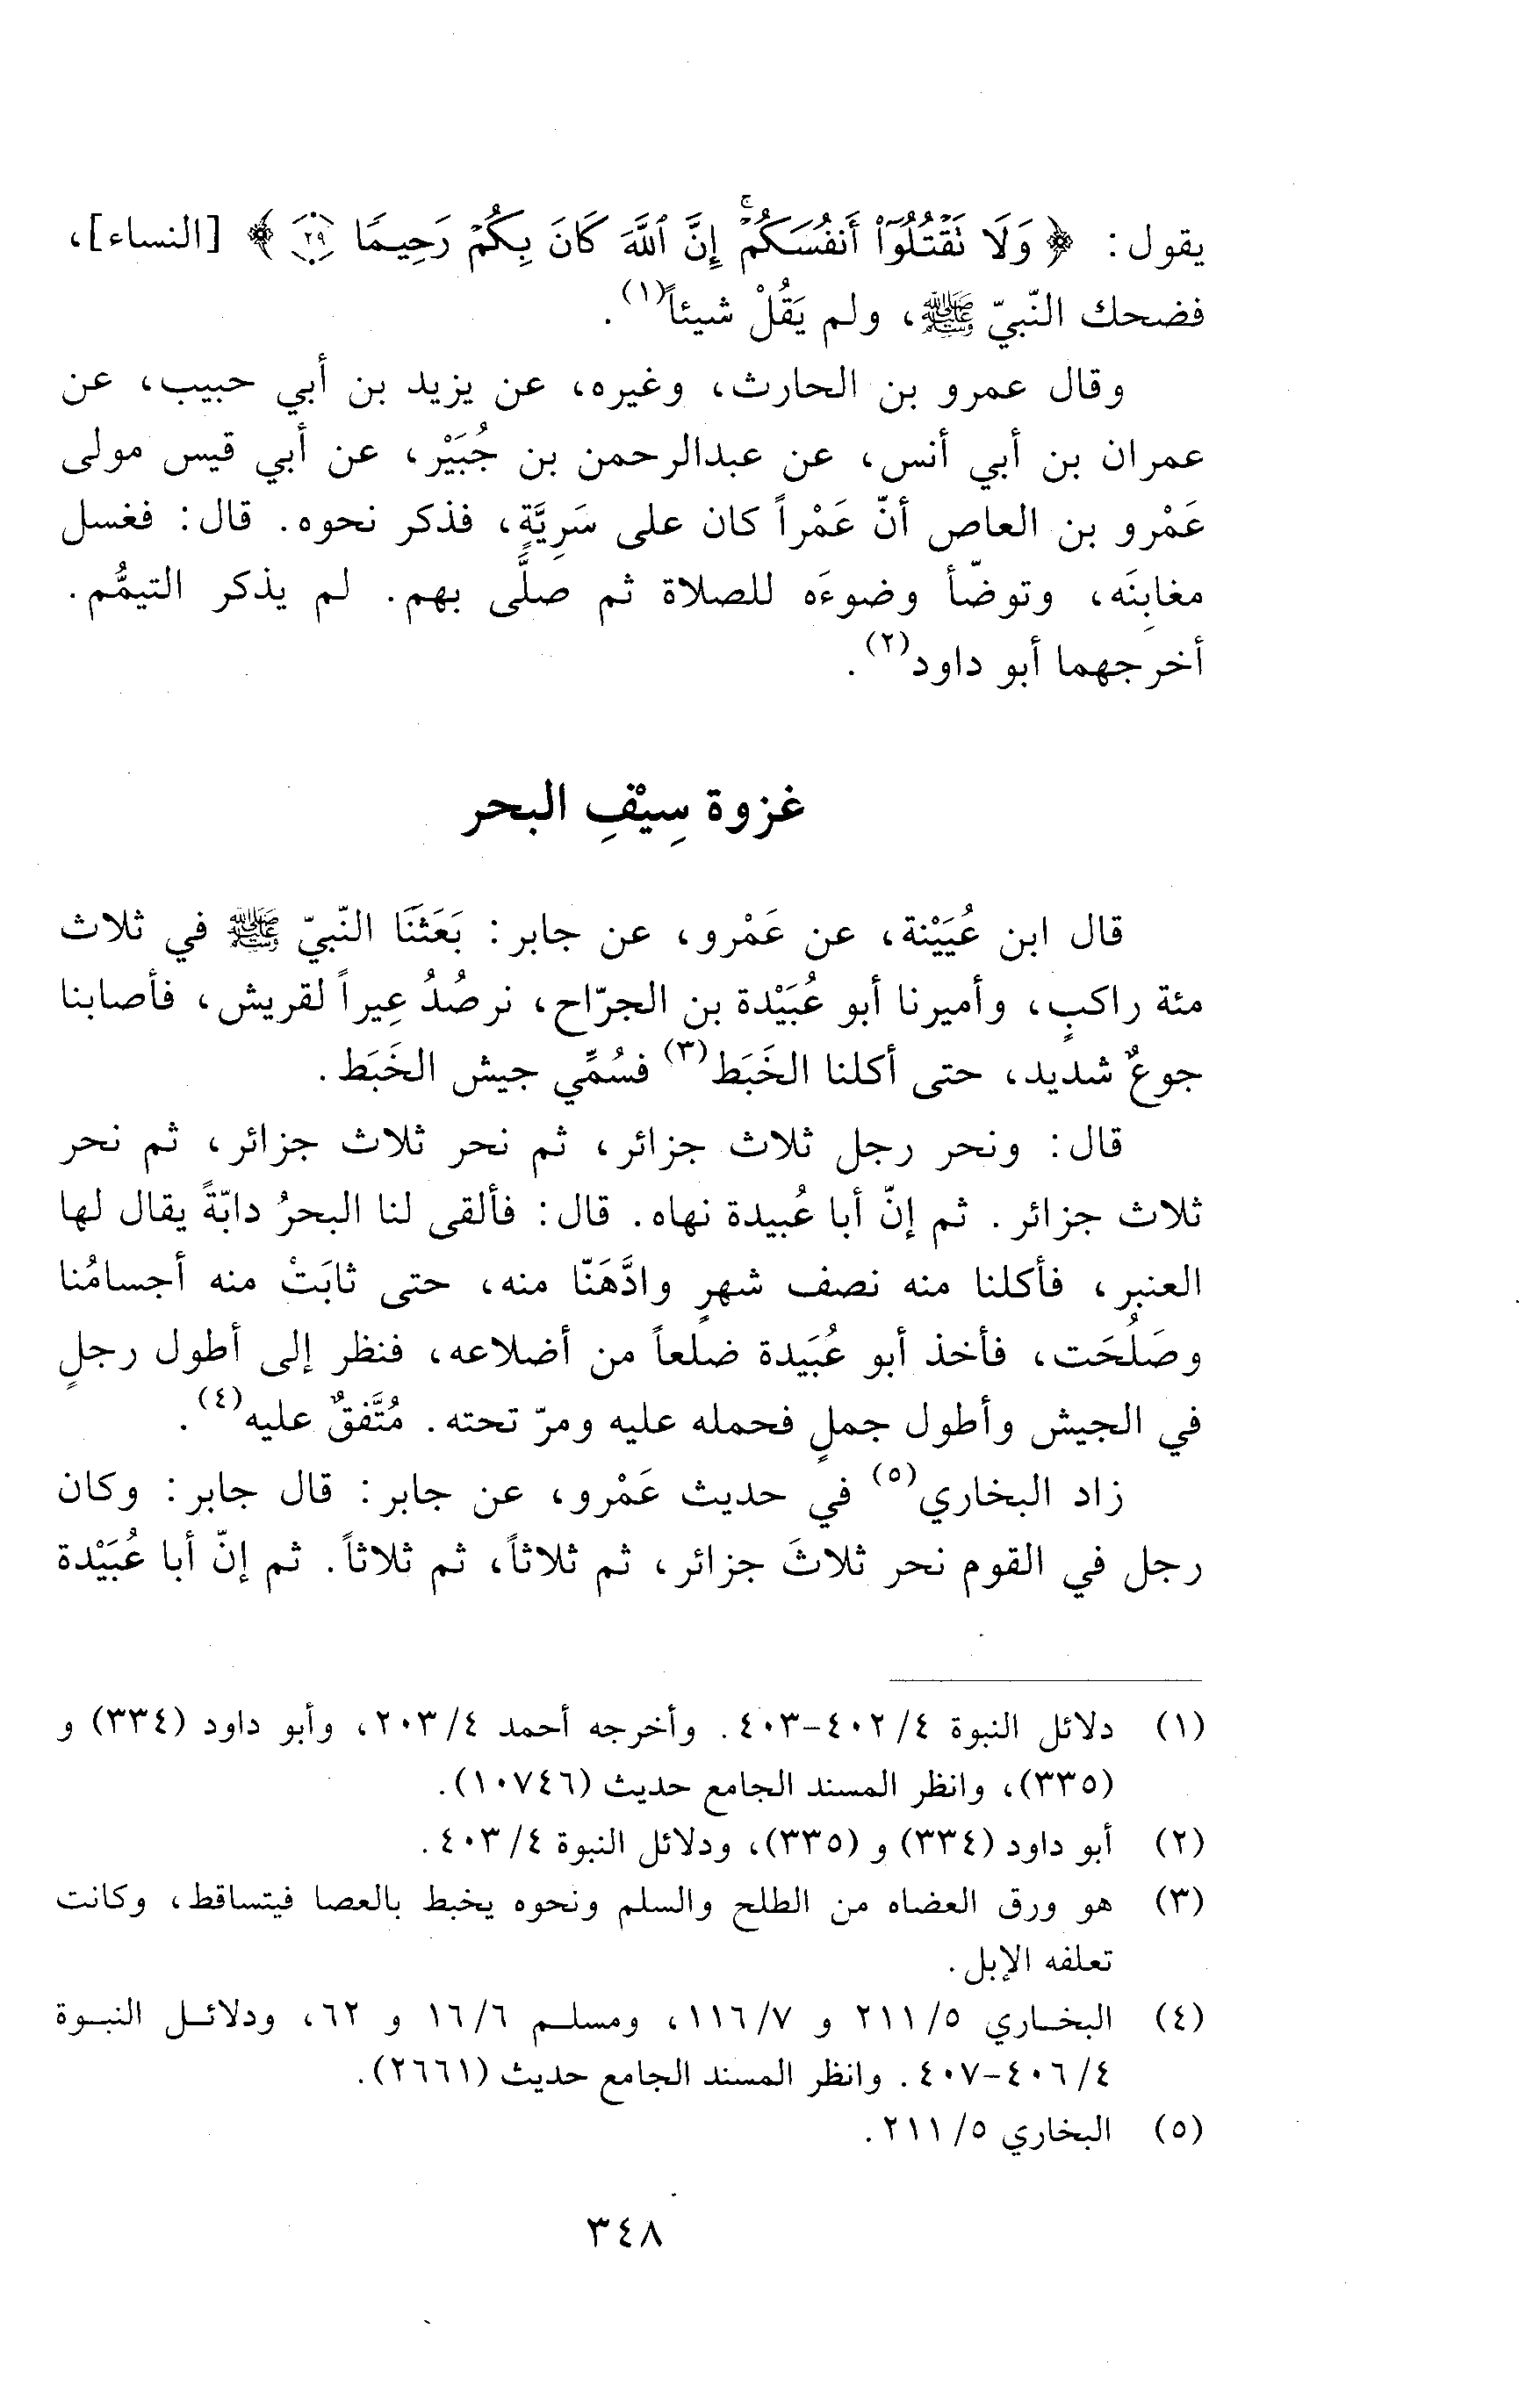 يقول: ﴿ وَلَا تَقْتُلُوٓا۟ أَنفُسَكُمْ ۚ إِنَّ ٱللَّهَ كَانَ بِكُمْ رَحِيمًا ۝٢٩ ﴾ [النساء]،
فضحك النّبيّ ﷺ، ولم يَقُلْ شيئاً(١).
وقال عمرو بن الحارث، وغيره، عن يزيد بن أبي حبيب، عن
عمران بن أبي أنس، عن عبدالرحمن بن جُبَيْر، عن أبي قيس مولى
عَمْرو بن العاص أنّ عَمْراً كان على سَرِيَّةٍ، فذكر نحوه. قال: فغسل
مغابِنَه، وتوضّأ وضوءَه للصلاة ثم صلَّى بهم. لم يذكر التيمُّم.
أخرجهما أبو داود(٢).
غزوة سِيْفِ البحر
قال ابن عُيَيْنة، عن عَمْرو، عن جابر: بَعَثَنَا النّبيّ ﷺ في ثلاث
مئة راكبٍ، وأميرنا أبو عُبَيْدة بن الجرّاح، نرصُدُ عِيراً لقريش، فأصابنا
جوعٌ شديد، حتى أكلنا الخَبَط(٣) فسُمِّي جيش الخَبَط.
قال: ونحر رجل ثلاث جزائر، ثم نحر ثلاث جزائر، ثم نحر
ثلاث جزائر. ثم إنّ أبا عُبيدة نهاه. قال: فألقى لنا البحرُ دابّةً يقال لها
العنبر، فأكلنا منه نصف شهرٍ وادَّهَنّا منه، حتى ثابَتْ منه أجسامُنا
وصَلُحَت، فأخذ أبو عُبَيدة ضلعاً من أضلاعه، فنظر إلى أطول رجلٍ
في الجيش وأطول جملٍ فحمله عليه ومرّ تحته. مُتَّفقٌ عليه(٤).
زاد البخاري(٥) في حديث عَمْرو، عن جابر: قال جابر: وكان
رجل في القوم نحر ثلاثَ جزائر، ثم ثلاثاً، ثم ثلاثاً. ثم إنّ أبا عُبَيْدة
(١) دلائل النبوة ٤/ ٤٠٢-٤٠٣. وأخرجه أحمد ٤/ ٢٠٣، وأبو داود (٣٣٤) و
(٣٣٥)، وانظر المسند الجامع حديث (١٠٧٤٦).
(٢) أبو داود (٣٣٤) و (٣٣٥)، ودلائل النبوة ٤/ ٤٠٣.
(٣) هو ورق العضاه من الطلح والسلم ونحوه يخبط بالعصا فيتساقط، وكانت
تعلفه الإبل.
(٤) البخاري ٥/ ٢١١ و ٧/ ١١٦، ومسلم ٦/ ١٦ و ٦٢، ودلائل النبوة
٤/ ٤٠٦-٤٠٧. وانظر المسند الجامع حديث (٢٦٦١).
(٥) البخاري ٥/ ٢١١.
٣٤٨